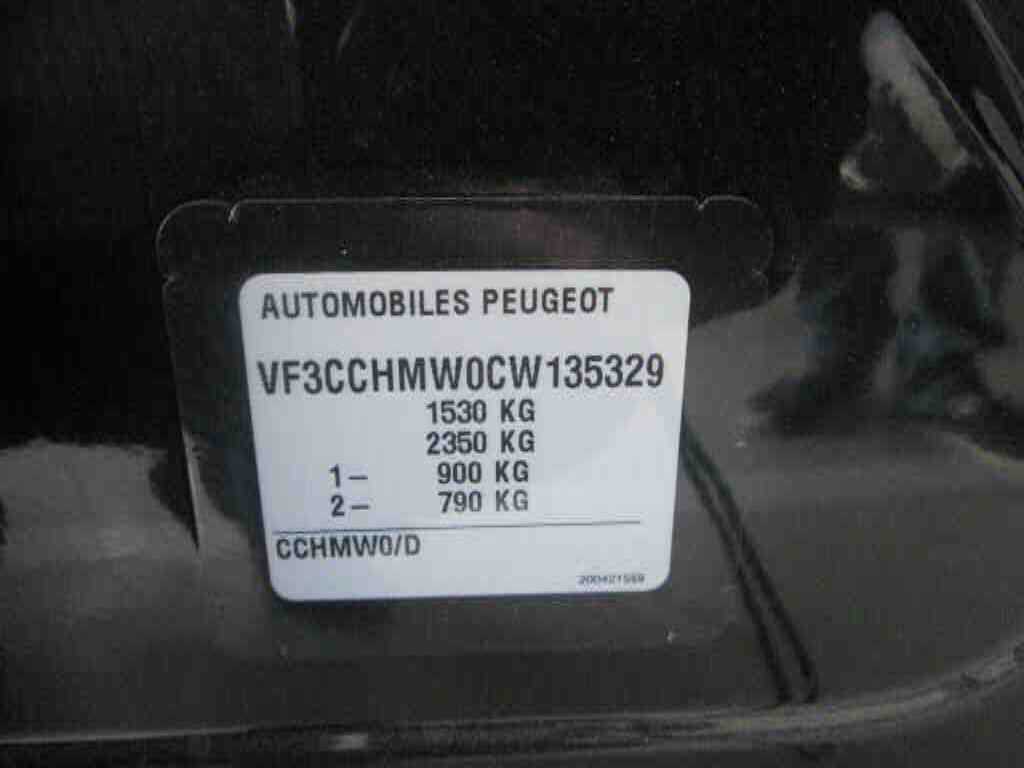 AUTOMOBILES PEUGEOT
VF3CCHMW0CW135329
1530 KG
2350 KG
1- 900 KG
2- 790 KG
CCHMW0/D